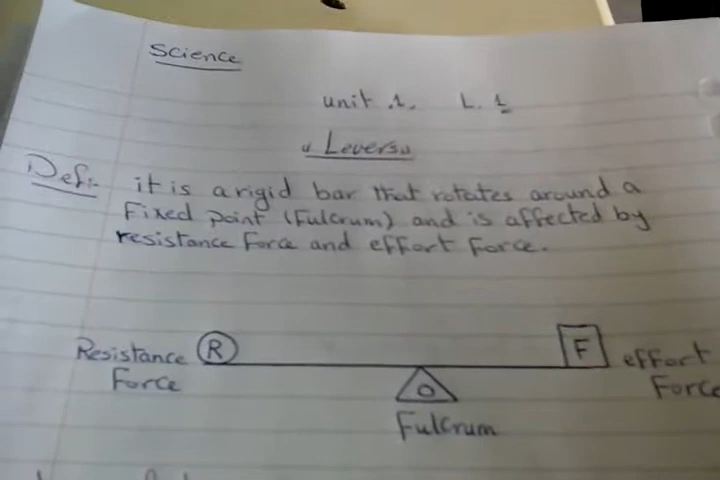 Science
unit 1. L. 1
"Levers"
Def:- it is a rigid bar that rotates around a
Fixed point (Fulcrum) and is affected by
resistance Force and effort Force.
Resistance R F effort
Force O Force
Fulcrum